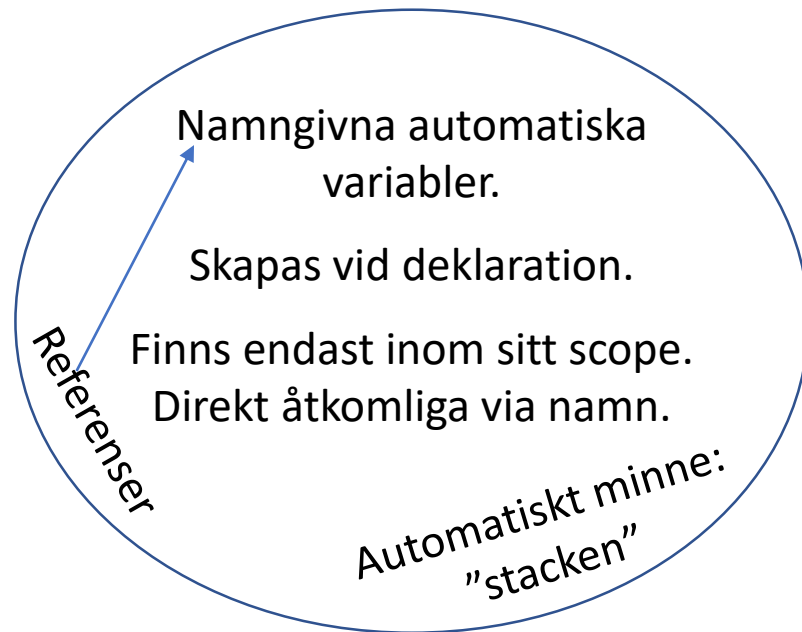 Namngivna automatiska
variabler.
Skapas vid deklaration.
Finns endast inom sitt scope.
Direkt åtkomliga via namn.
Referenser
Automatiskt minne:
”stacken”